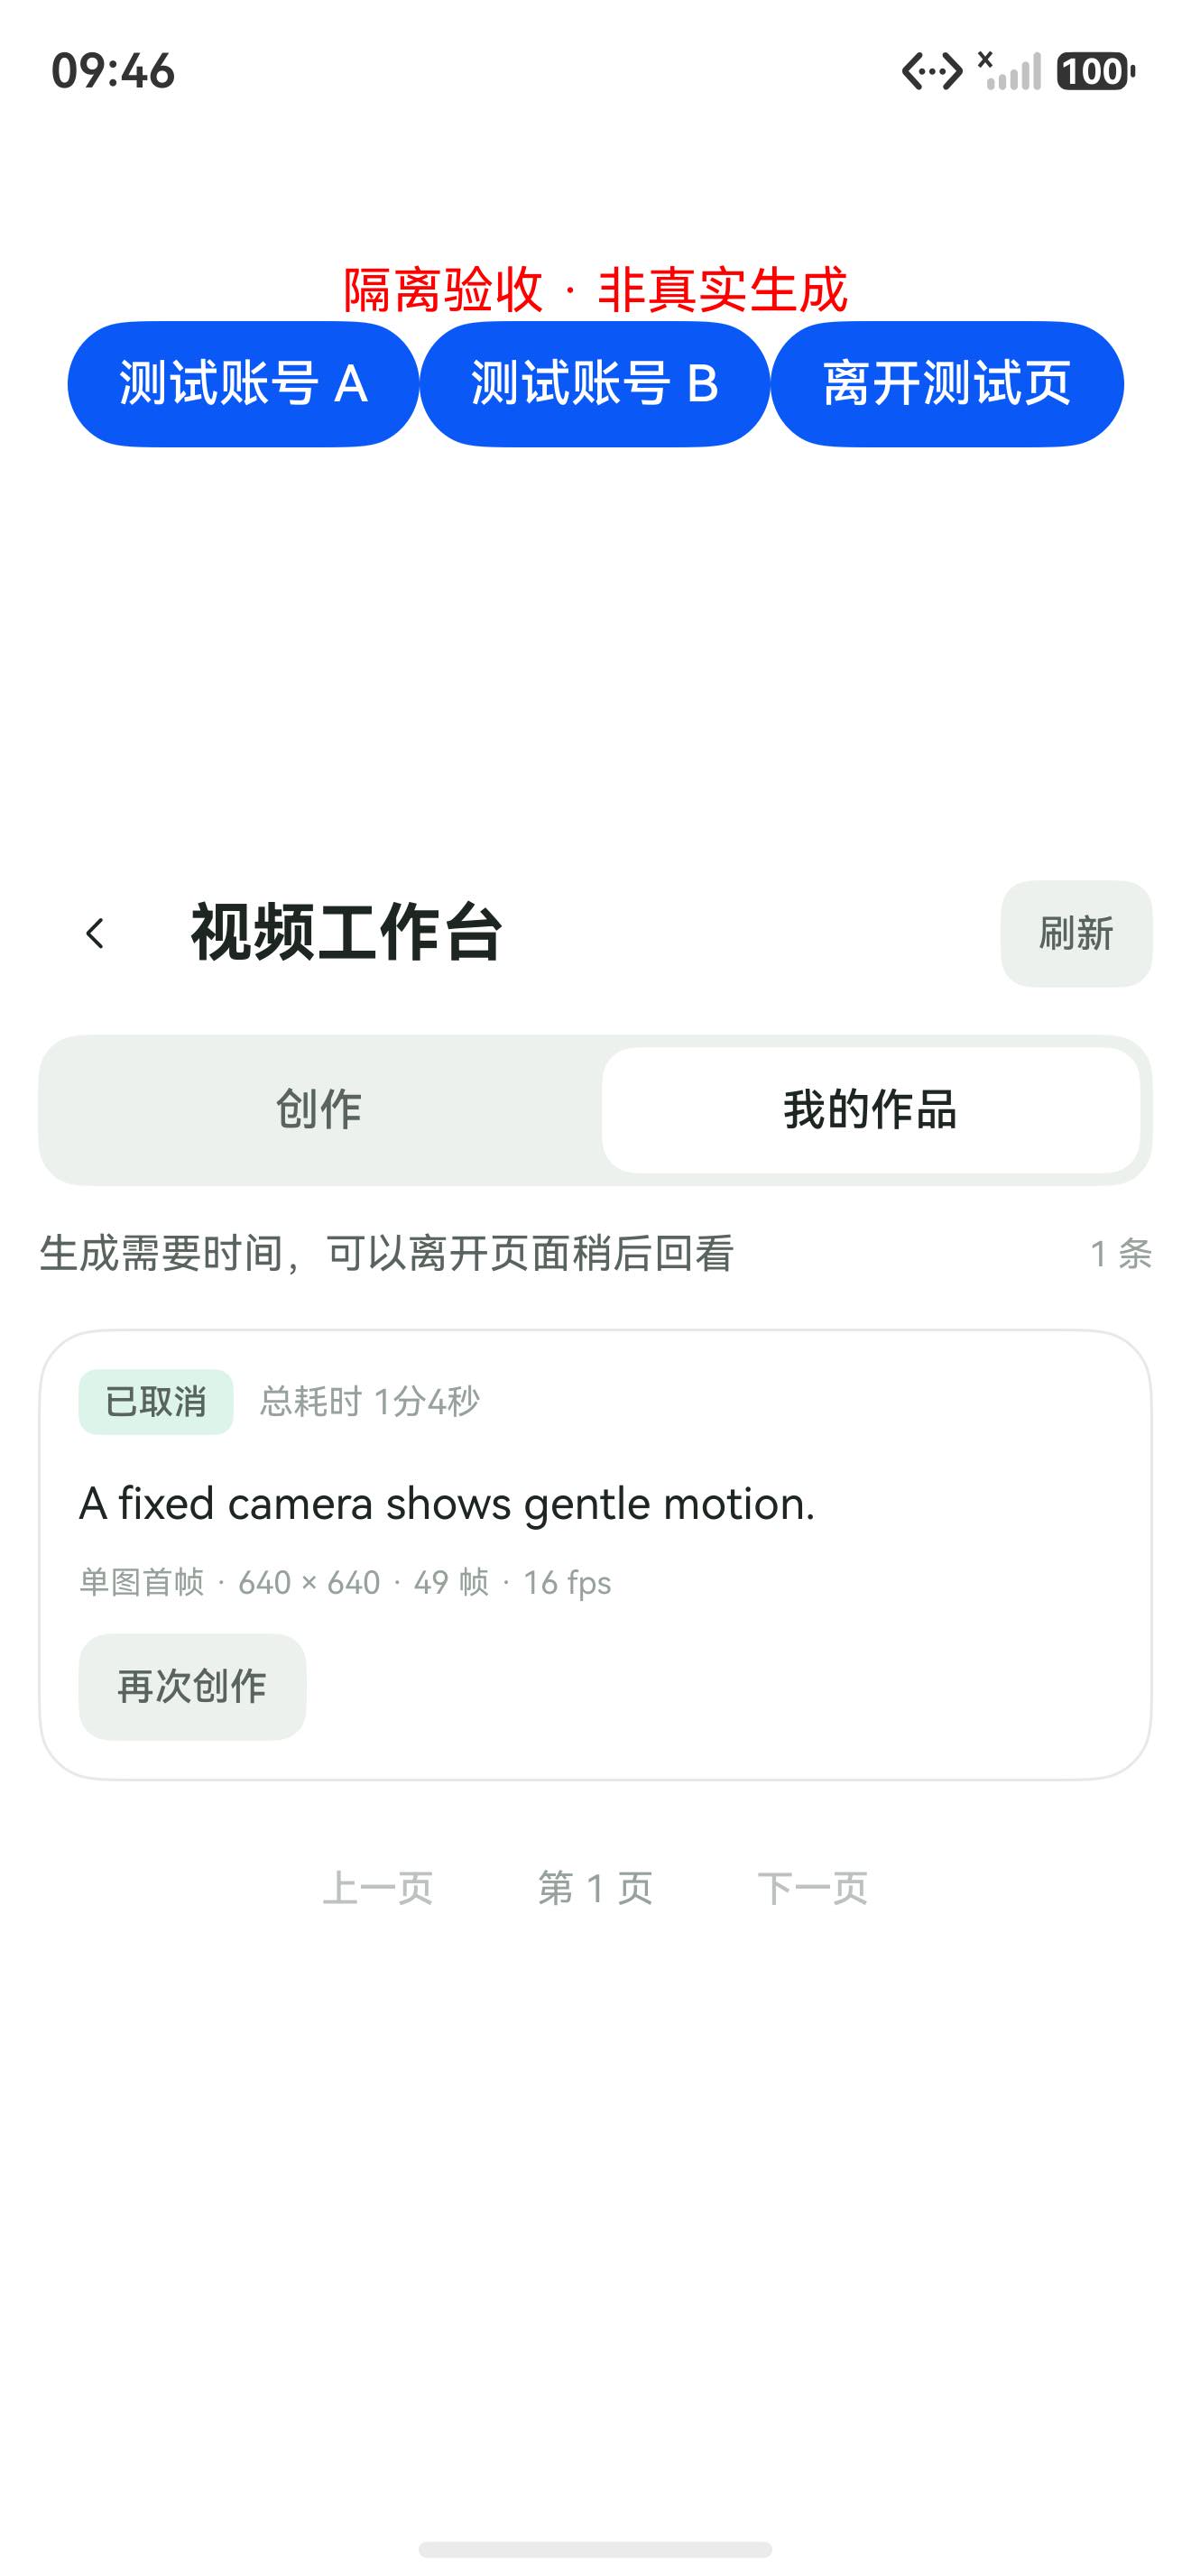 09:46
100
隔离验收 · 非真实生成
测试账号 A 测试账号 B 离开测试页
视频工作台 刷新
创作 我的作品
生成需要时间，可以离开页面稍后回看 1 条
已取消 总耗时 1分4秒
A fixed camera shows gentle motion.
单图首帧 · 640 × 640 · 49 帧 · 16 fps
再次创作
上一页 第 1 页 下一页